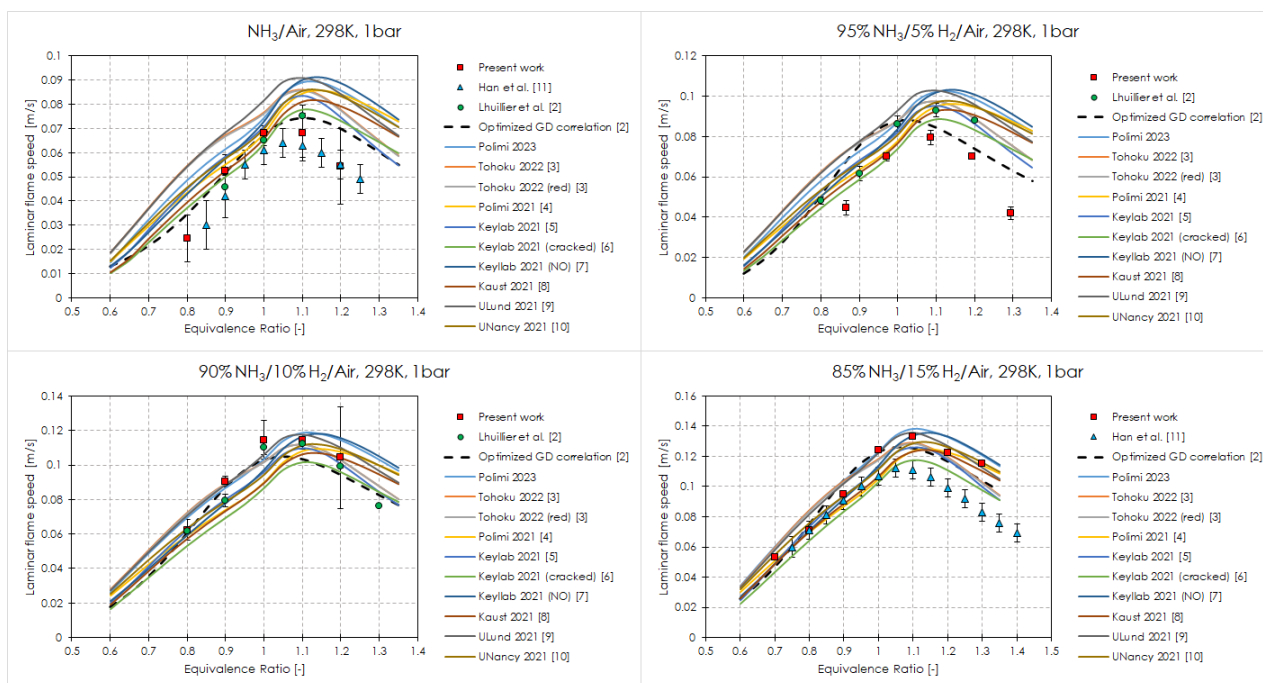 NH₃/Air, 298K, 1bar
0.1
0.09
0.08
0.07
0.06
0.05
0.04
0.03
0.02
0.01
0
Laminar flame speed [m/s]
0.5 0.6 0.7 0.8 0.9 1 1.1 1.2 1.3 1.4
Equivalence Ratio [-]
Present work
Han et al. [11]
Lhuillier et al. [2]
Optimized GD correlation [2]
Polimi 2023
Tohoku 2022 [3]
Tohoku 2022 (red) [3]
Polimi 2021 [4]
Keylab 2021 [5]
Keylab 2021 (cracked) [6]
Keyllab 2021 (NO) [7]
Kaust 2021 [8]
ULund 2021 [9]
UNancy 2021 [10]
95% NH₃/5% H₂/Air, 298K, 1bar
0.12
0.1
0.08
0.06
0.04
0.02
0
Laminar flame speed [m/s]
0.5 0.6 0.7 0.8 0.9 1 1.1 1.2 1.3 1.4
Equivalence Ratio [-]
Present work
Lhuillier et al. [2]
Optimized GD correlation [2]
Polimi 2023
Tohoku 2022 [3]
Tohoku 2022 (red) [3]
Polimi 2021 [4]
Keylab 2021 [5]
Keylab 2021 (cracked) [6]
Keyllab 2021 (NO) [7]
Kaust 2021 [8]
ULund 2021 [9]
UNancy 2021 [10]
90% NH₃/10% H₂/Air, 298K, 1bar
0.14
0.12
0.1
0.08
0.06
0.04
0.02
0
Laminar flame speed [m/s]
0.5 0.6 0.7 0.8 0.9 1 1.1 1.2 1.3 1.4
Equivalence Ratio [-]
Present work
Lhuillier et al. [2]
Optimized GD correlation [2]
Polimi 2023
Tohoku 2022 [3]
Tohoku 2022 (red) [3]
Polimi 2021 [4]
Keylab 2021 [5]
Keylab 2021 (cracked) [6]
Keyllab 2021 (NO) [7]
Kaust 2021 [8]
ULund 2021 [9]
UNancy 2021 [10]
85% NH₃/15% H₂/Air, 298K, 1bar
0.16
0.14
0.12
0.1
0.08
0.06
0.04
0.02
0
Laminar flame speed [m/s]
0.5 0.6 0.7 0.8 0.9 1 1.1 1.2 1.3 1.4 1.5
Equivalence Ratio [-]
Present work
Han et al. [11]
Optimized GD correlation [2]
Polimi 2023
Tohoku 2022 [3]
Tohoku 2022 (red) [3]
Polimi 2021 [4]
Keylab 2021 [5]
Keylab 2021 (cracked) [6]
Keyllab 2021 (NO) [7]
Kaust 2021 [8]
ULund 2021 [9]
UNancy 2021 [10]